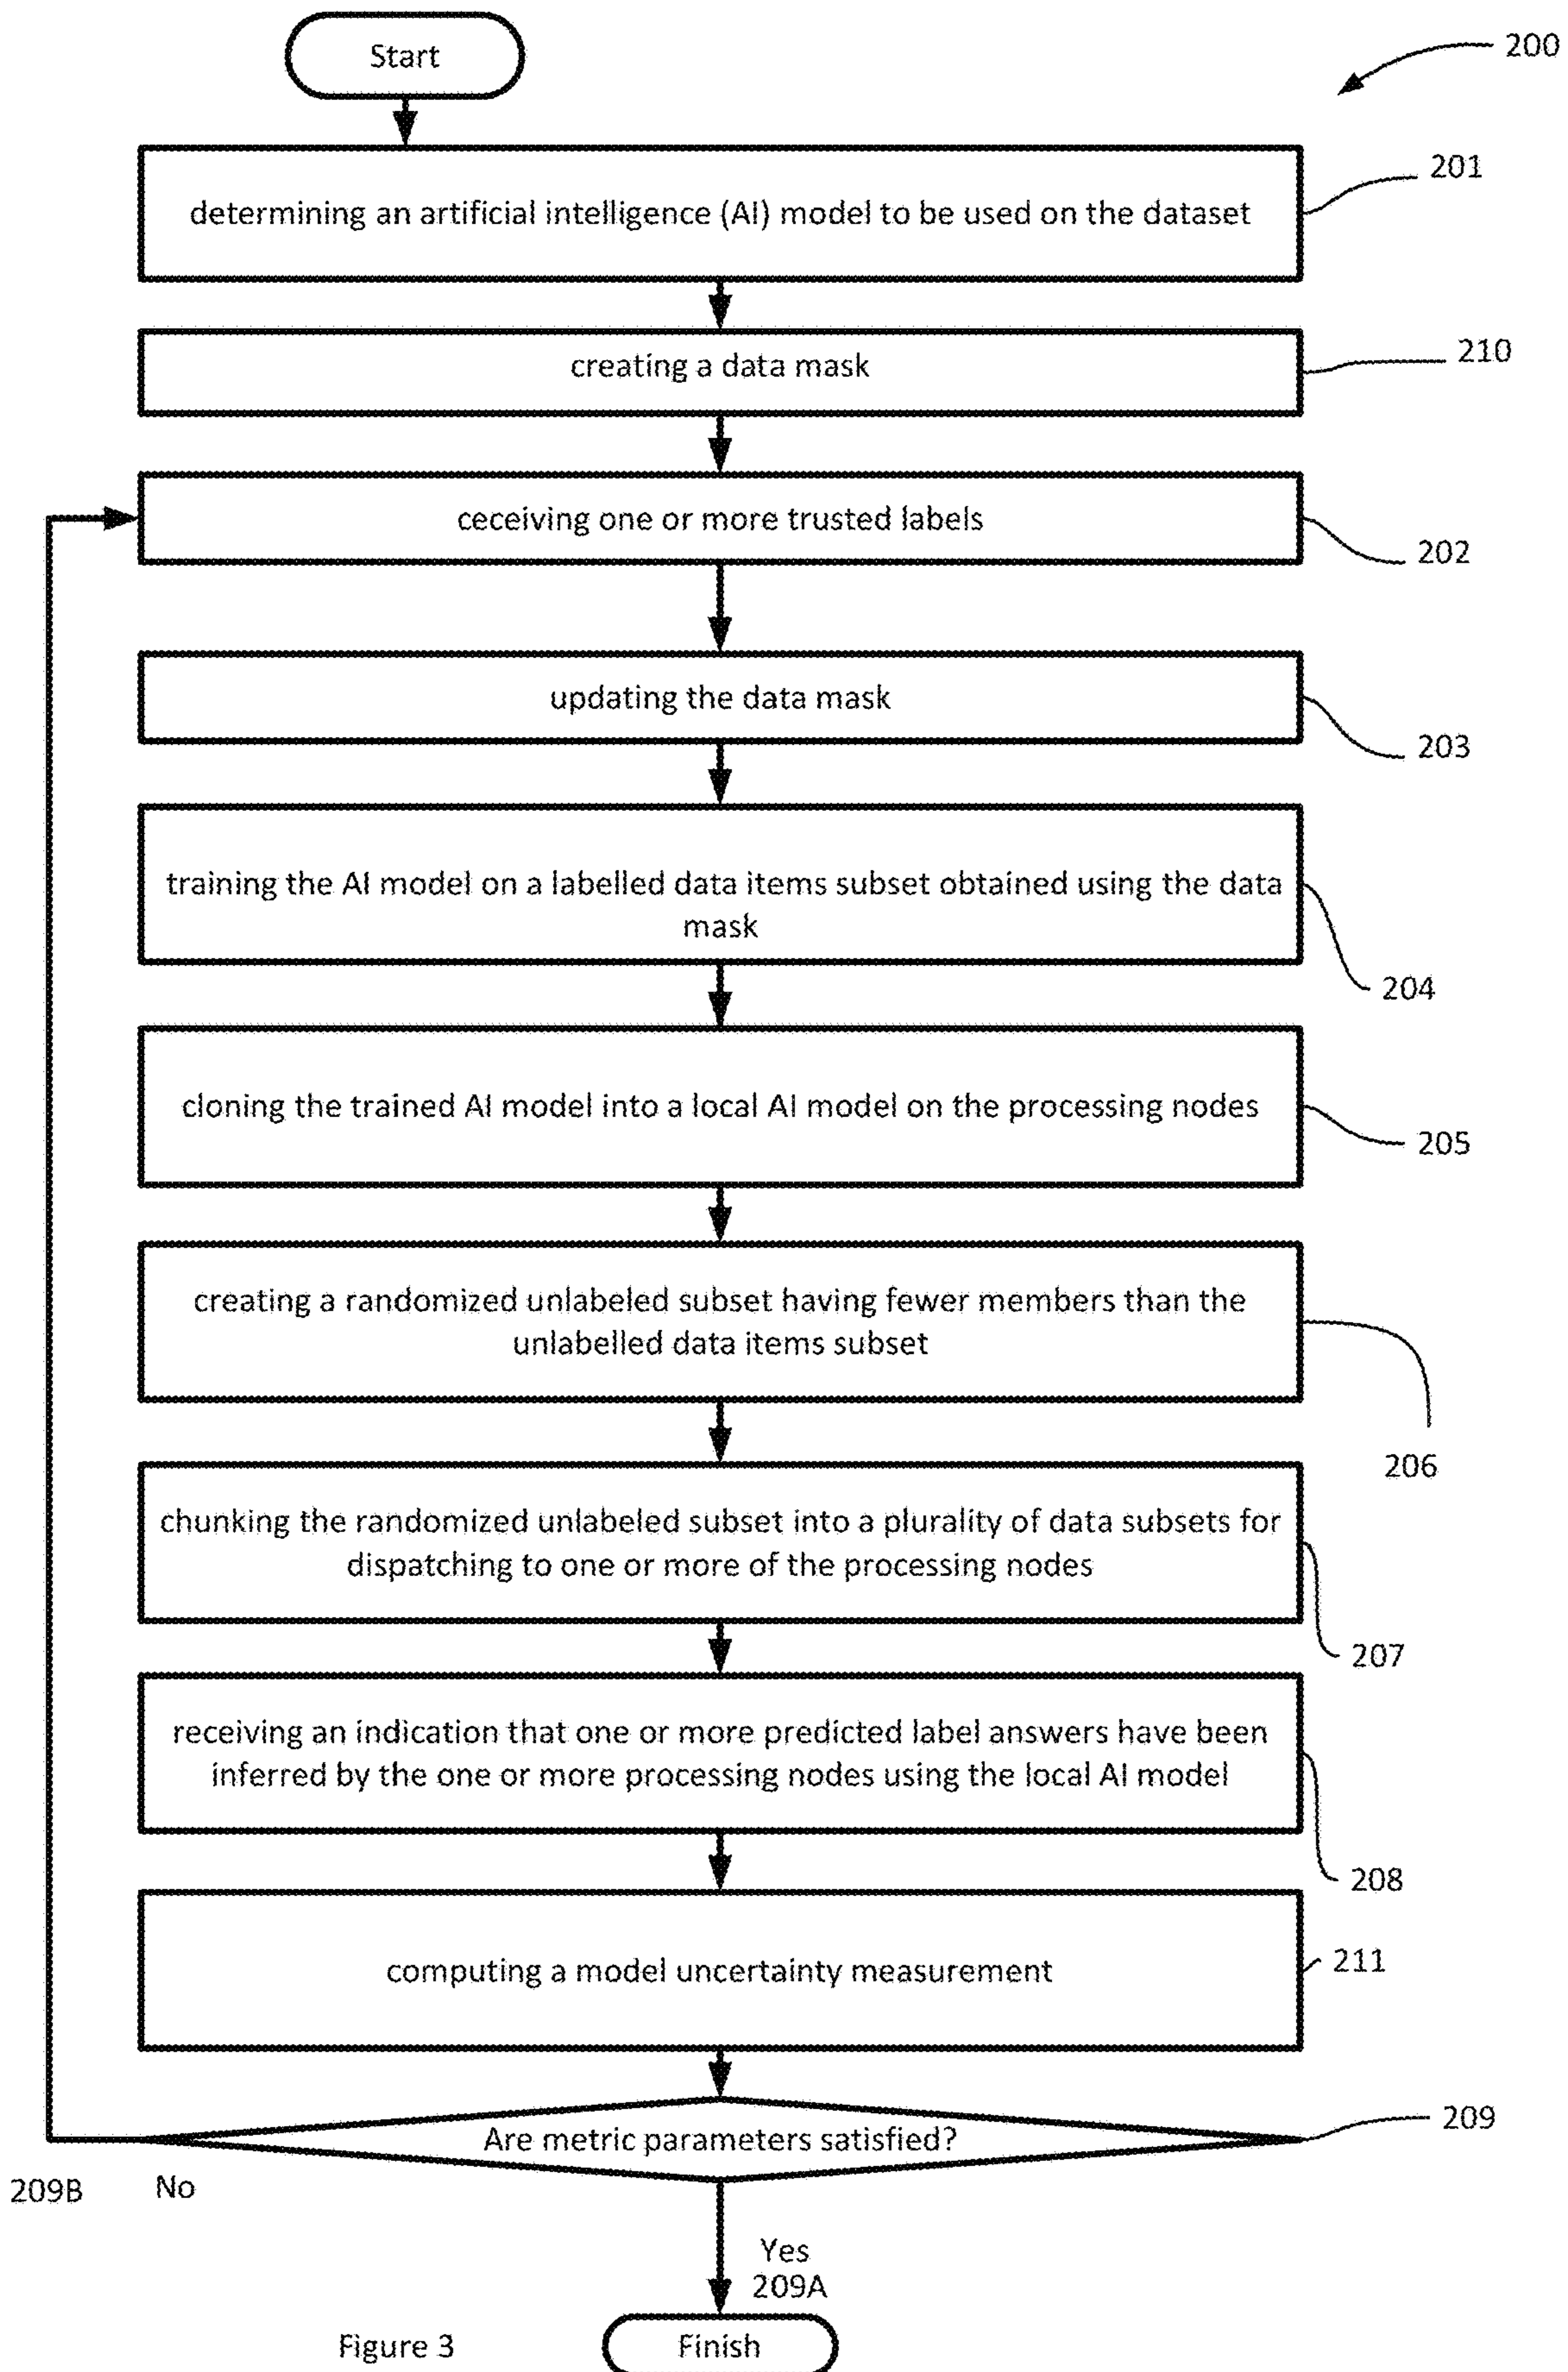 Start
200
determining an artificial intelligence (AI) model to be used on the dataset
201
creating a data mask
210
ceceiving one or more trusted labels
202
updating the data mask
203
training the AI model on a labelled data items subset obtained using the data
mask
204
cloning the trained AI model into a local AI model on the processing nodes
205
creating a randomized unlabeled subset having fewer members than the
unlabelled data items subset
206
chunking the randomized unlabeled subset into a plurality of data subsets for
dispatching to one or more of the processing nodes
207
receiving an indication that one or more predicted label answers have been
inferred by the one or more processing nodes using the local AI model
208
computing a model uncertainty measurement
211
Are metric parameters satisfied?
209
209B
No
Yes
209A
Figure 3
Finish